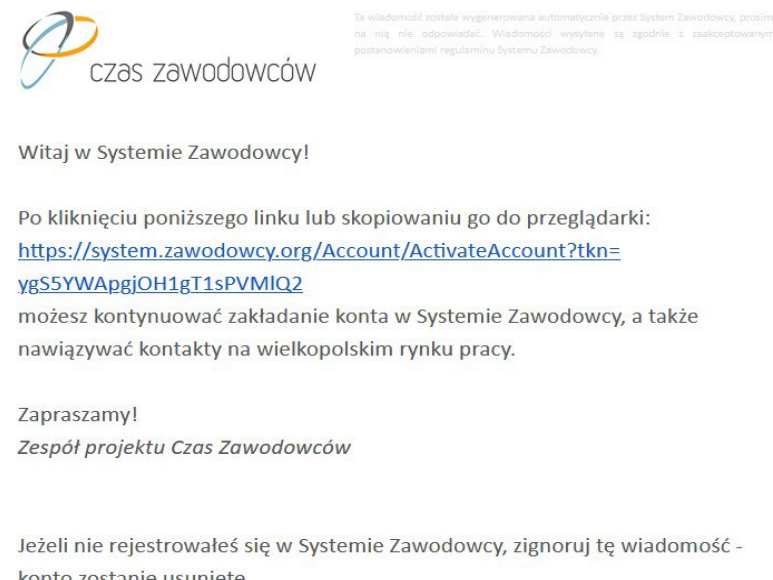 Ta wiadomość została wygenerowana automatycznie przez System Zawodowcy, prosim
na nią nie odpowiadać. Wiadomości wysyłane są zgodnie z zaakceptowanym
postanowieniami regulaminu Systemu Zawodowcy.
czas zawodowców
Witaj w Systemie Zawodowcy!
Po kliknięciu poniższego linku lub skopiowaniu go do przeglądarki:
https://system.zawodowcy.org/Account/ActivateAccount?tkn=
ygS5YWApgjOH1gT1sPVMlQ2
możesz kontynuować zakładanie konta w Systemie Zawodowcy, a także
nawiązywać kontakty na wielkopolskim rynku pracy.
Zapraszamy!
Zespół projektu Czas Zawodowców
Jeżeli nie rejestrowałeś się w Systemie Zawodowcy, zignoruj tę wiadomość -
konto zostanie usunięte